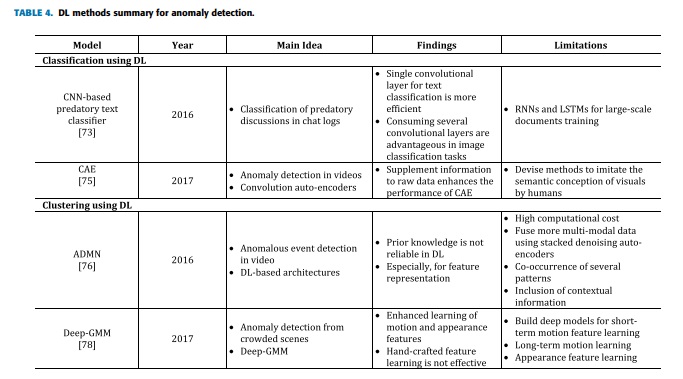 TABLE 4. DL methods summary for anomaly detection.
Model Year Main Idea Findings Limitations
Classification using DL
CNN-based
predatory text
classifier
[73]
2016
• Classification of predatory
discussions in chat logs
• Single convolutional
layer for text
classification is more
efficient
• Consuming several
convolutional layers are
advantageous in image
classification tasks
• RNNs and LSTMs for large-scale
documents training
CAE
[75]
2017
• Anomaly detection in videos
• Convolution auto-encoders
• Supplement information
to raw data enhances the
performance of CAE
• Devise methods to imitate the
semantic conception of visuals
by humans
Clustering using DL
ADMN
[76]
2016
• Anomalous event detection
in video
• DL-based architectures
• Prior knowledge is not
reliable in DL
• Especially, for feature
representation
• High computational cost
• Fuse more multi-modal data
using stacked denoising auto-
encoders
• Co-occurrence of several
patterns
• Inclusion of contextual
information
Deep-GMM
[78]
2017
• Anomaly detection from
crowded scenes
• Deep-GMM
• Enhanced learning of
motion and appearance
features
• Hand-crafted feature
learning is not effective
• Build deep models for short-
term motion feature learning
• Long-term motion learning
• Appearance feature learning